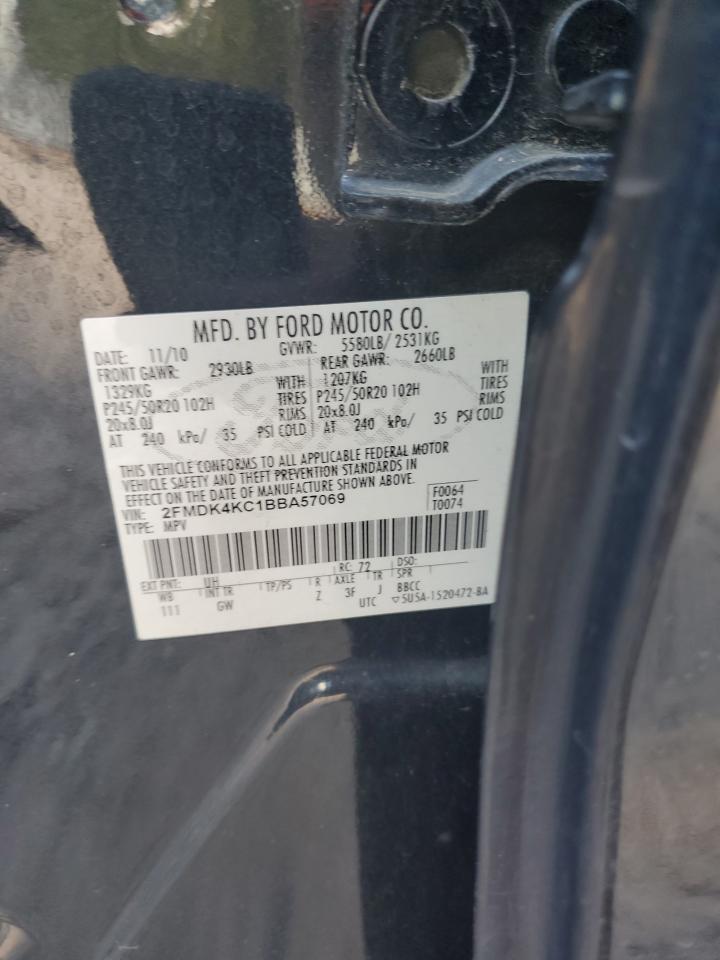 MFD. BY FORD MOTOR CO.
DATE: 11/10 GVWR: 5580LB/ 2531KG
FRONT GAWR: 2930LB REAR GAWR: 2660LB
1329KG WITH 1207KG WITH
P245/50R20 102H TIRES P245/50R20 102H TIRES
20x8.0J RIMS 20x8.0J RIMS
AT 240 kPa/ 35 PSI COLD AT 240 kPa/ 35 PSI COLD
THIS VEHICLE CONFORMS TO ALL APPLICABLE FEDERAL MOTOR
VEHICLE SAFETY AND THEFT PREVENTION STANDARDS IN
EFFECT ON THE DATE OF MANUFACTURE SHOWN ABOVE.
VIN: 2FMDK4KC1BBA57069 F0064
TYPE: MPV T0074
EXT PNT: UH RC: 72 DSO:
WB INT TR TP/PS R AXLE TR SPR
111 GW Z 3F J BBCC
UTC ▽5U5A-1520472-BA